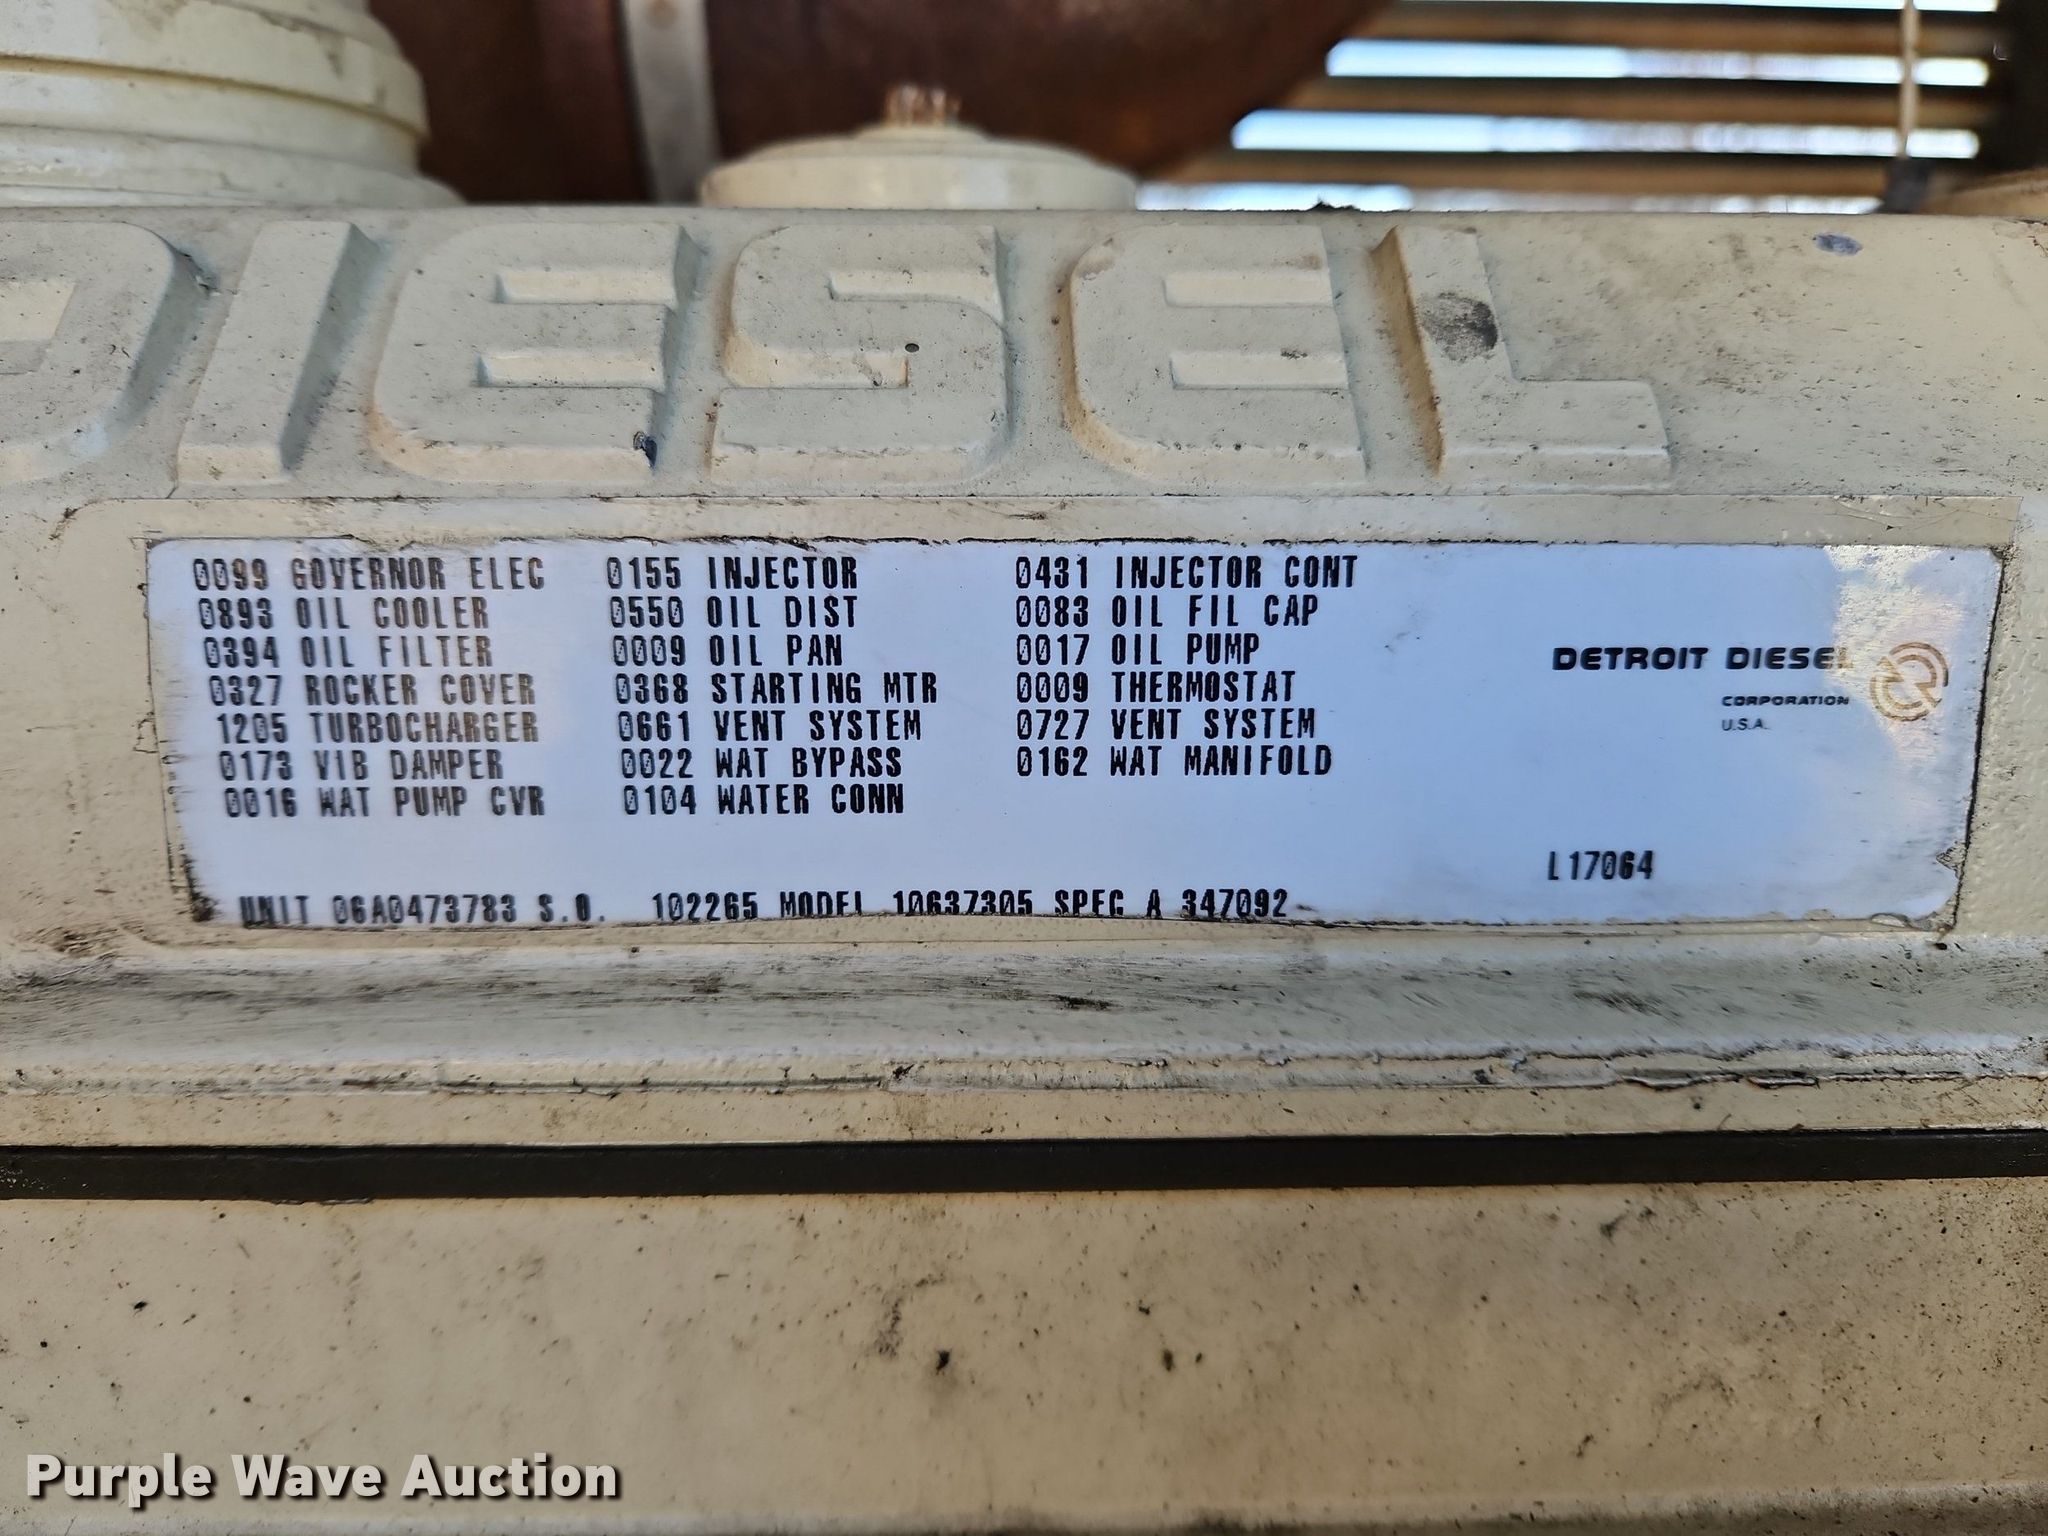 DIESEL
0099 GOVERNOR ELEC 0155 INJECTOR 0431 INJECTOR CONT
0893 OIL COOLER 0550 OIL DIST 0083 OIL FIL CAP
0394 OIL FILTER 0009 OIL PAN 0017 OIL PUMP
0327 ROCKER COVER 0368 STARTING MTR 0009 THERMOSTAT
1205 TURBOCHARGER 0661 VENT SYSTEM 0727 VENT SYSTEM
0173 VIB DAMPER 0022 WAT BYPASS 0162 WAT MANIFOLD
0016 WAT PUMP CVR 0104 WATER CONN
DETROIT DIESEL
CORPORATION
U.S.A.
L17064
UNIT 06A0473783 S.O. 102265 MODEL 10637305 SPEC A 347092
Purple Wave Auction